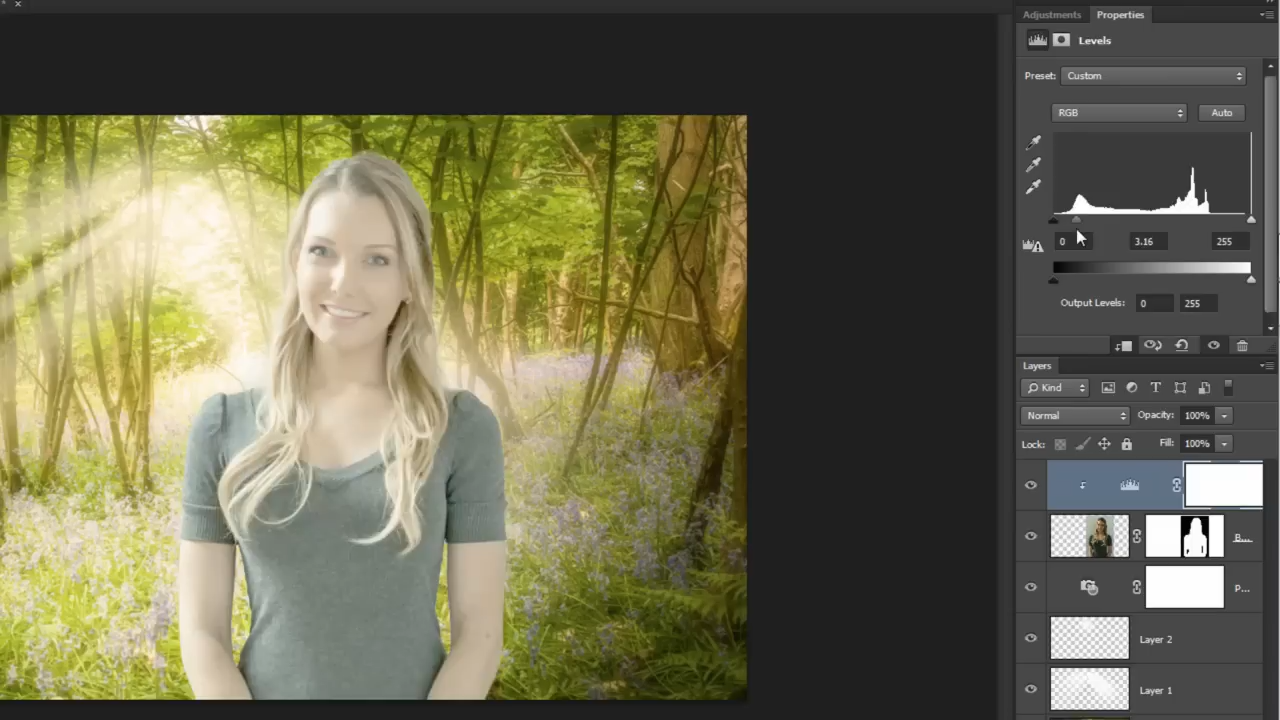 Adjustments Properties
Levels
Preset: Custom
RGB Auto
0 3.16 255
Output Levels: 0 255
Layers
Kind
Normal Opacity: 100%
Lock: Fill: 100%
B...
P...
Layer 2
Layer 1